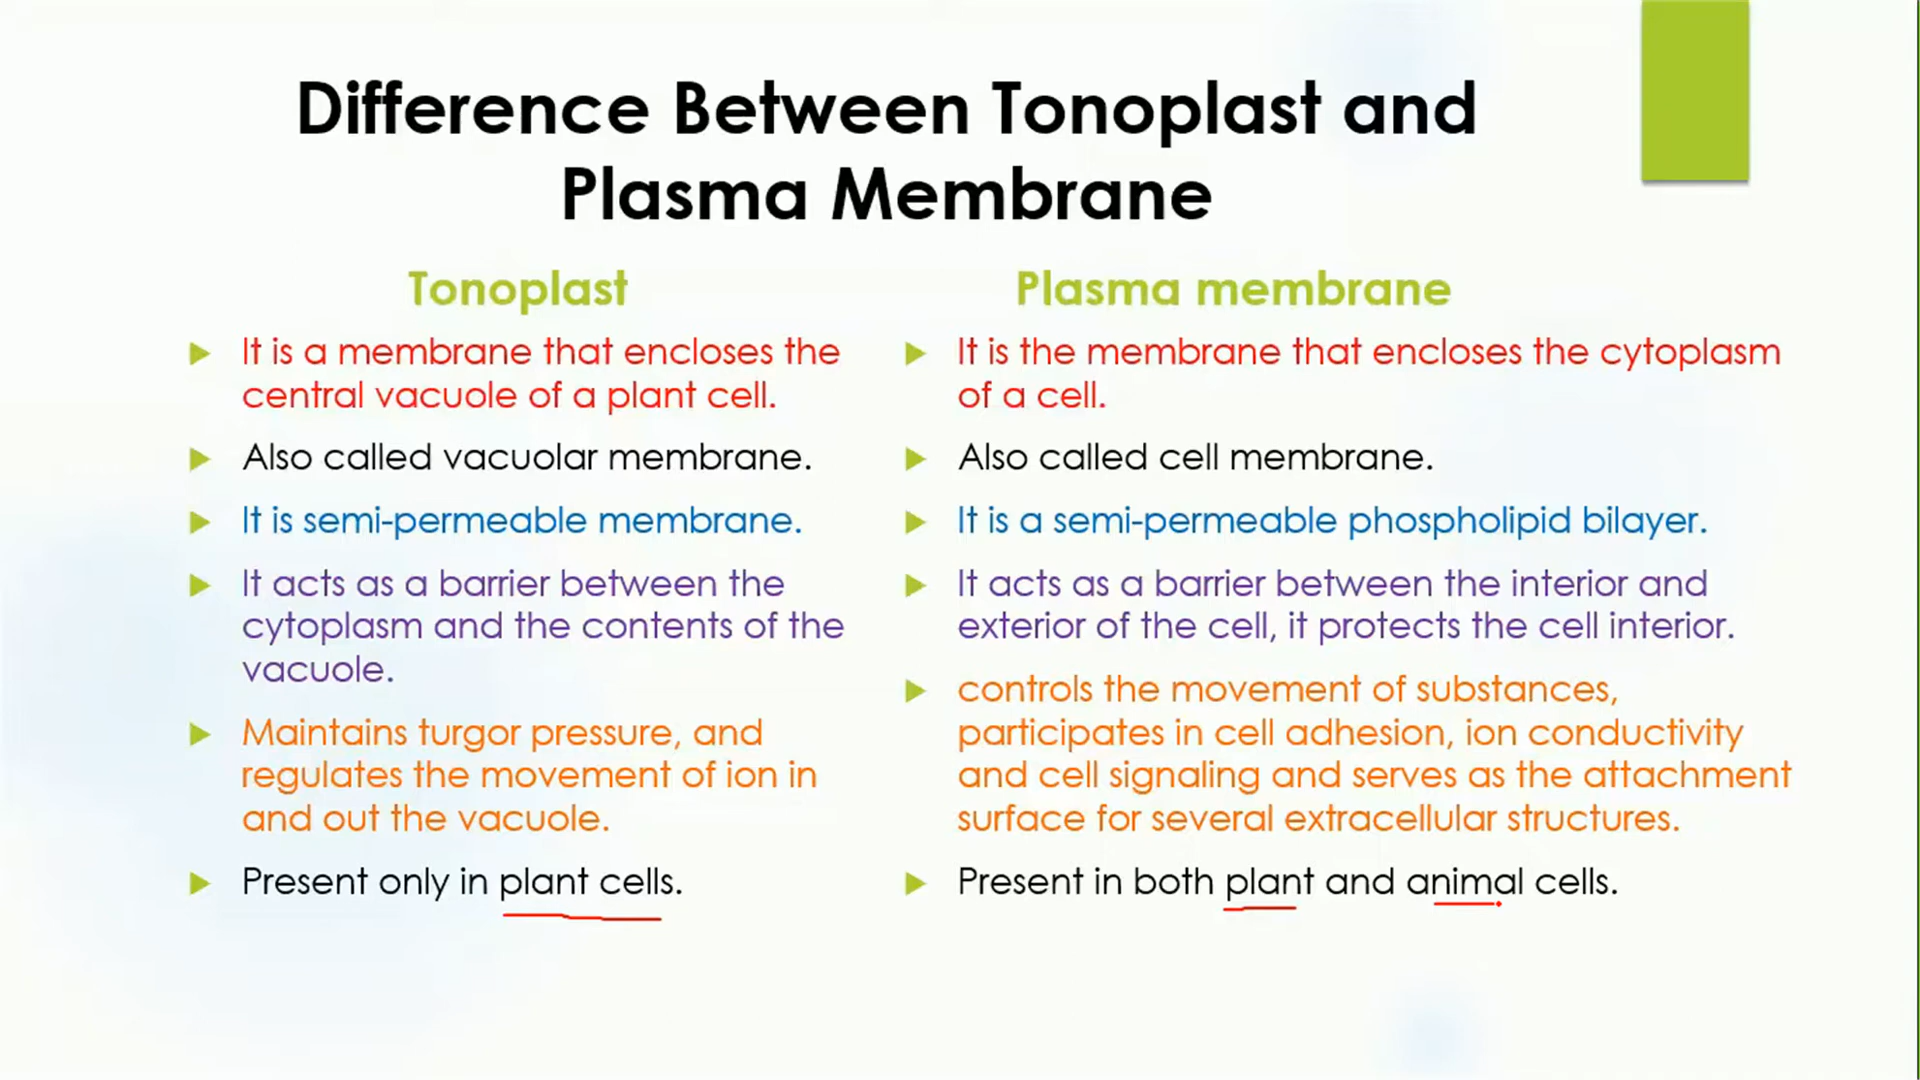 Difference Between Tonoplast and
Plasma Membrane
Tonoplast
It is a membrane that encloses the
central vacuole of a plant cell.
Also called vacuolar membrane.
It is semi-permeable membrane.
It acts as a barrier between the
cytoplasm and the contents of the
vacuole.
Maintains turgor pressure, and
regulates the movement of ion in
and out the vacuole.
Present only in plant cells.
Plasma membrane
It is the membrane that encloses the cytoplasm
of a cell.
Also called cell membrane.
It is a semi-permeable phospholipid bilayer.
It acts as a barrier between the interior and
exterior of the cell, it protects the cell interior.
controls the movement of substances,
participates in cell adhesion, ion conductivity
and cell signaling and serves as the attachment
surface for several extracellular structures.
Present in both plant and animal cells.